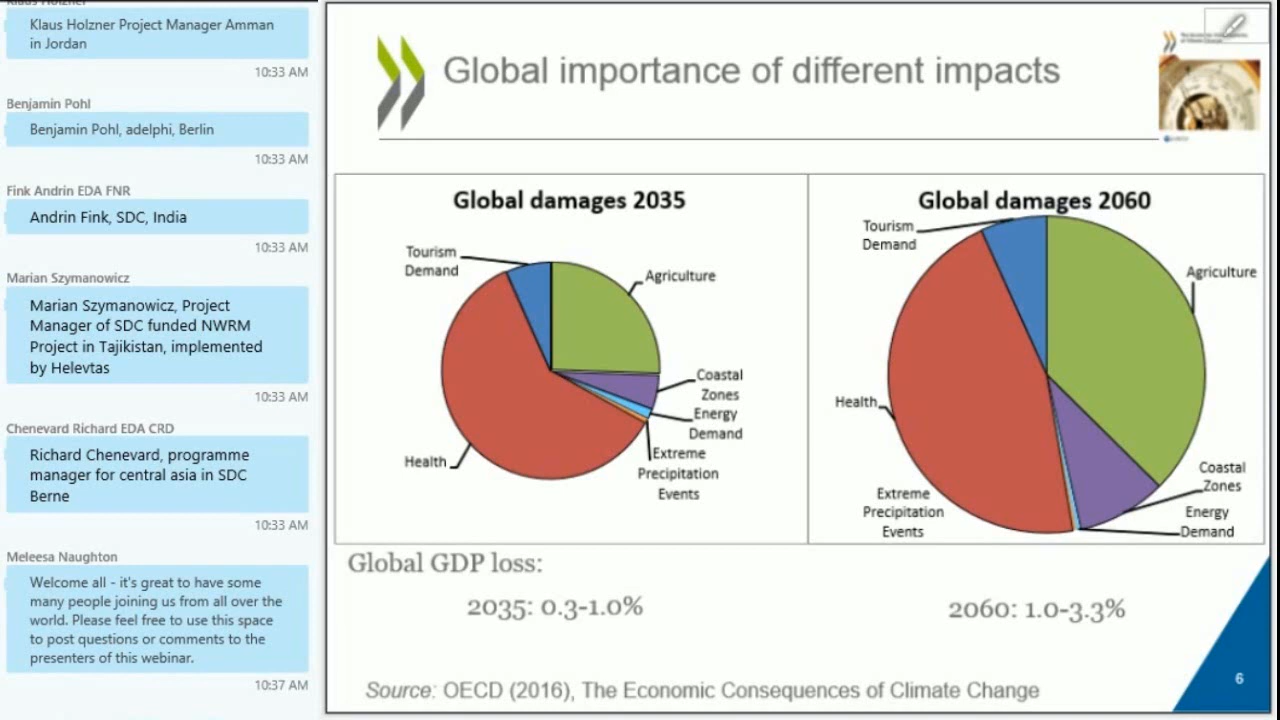 Klaus Holzner
Klaus Holzner Project Manager Amman
in Jordan
10:33 AM
Benjamin Pohl
Benjamin Pohl, adelphi, Berlin
10:33 AM
Fink Andrin EDA FNR
Andrin Fink, SDC, India
10:33 AM
Marian Szymanowicz
Marian Szymanowicz, Project
Manager of SDC funded NWRM
Project in Tajikistan, implemented
by Helevtas
10:33 AM
Chenevard Richard EDA CRD
Richard Chenevard, programme
manager for central asia in SDC
Berne
10:33 AM
Meleesa Naughton
Welcome all - it's great to have some
many people joining us from all over the
world. Please feel free to use this space
to post questions or comments to the
presenters of this webinar.
10:37 AM
Global importance of different impacts
Global damages 2035
Tourism
Demand
Agriculture
Coastal
Zones
Energy
Demand
Extreme
Precipitation
Events
Health
Global damages 2060
Tourism
Demand
Agriculture
Health
Coastal
Zones
Extreme
Precipitation
Events
Energy
Demand
Global GDP loss:
2035: 0.3-1.0%
2060: 1.0-3.3%
Source: OECD (2016), The Economic Consequences of Climate Change
6